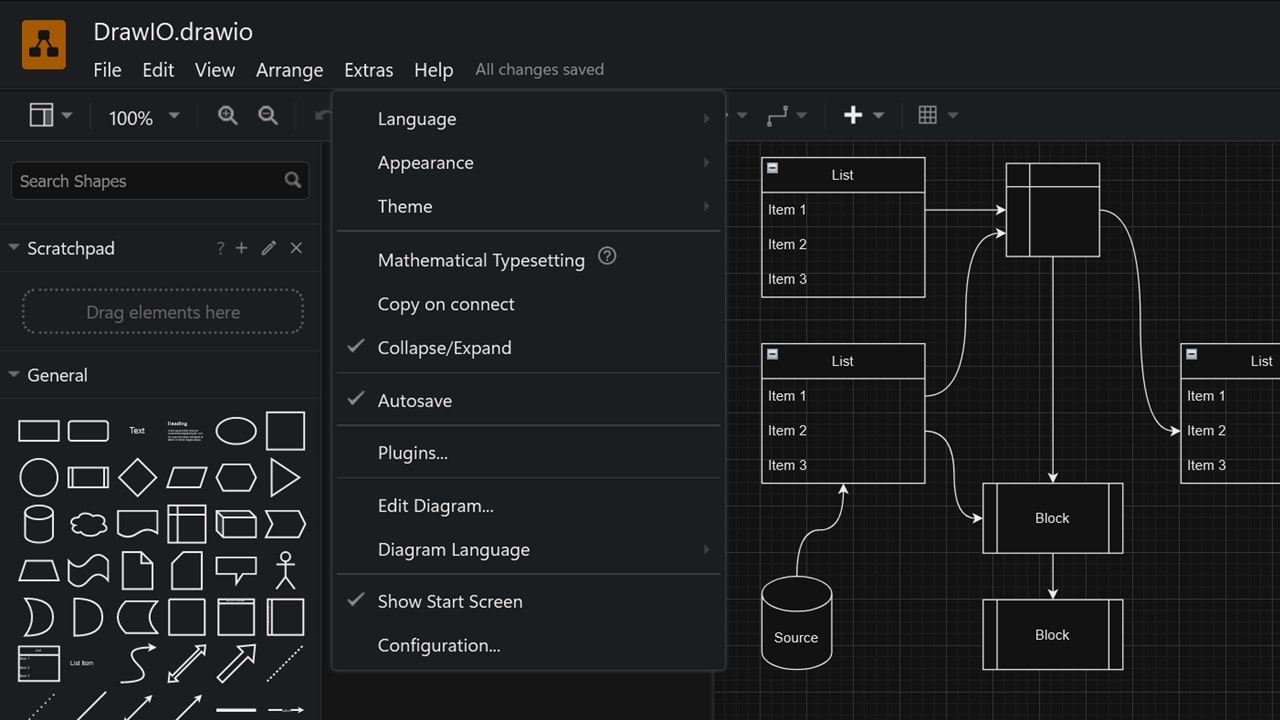 DrawIO.drawio
File Edit View Arrange Extras Help All changes saved
100%
Search Shapes
Scratchpad ?
Drag elements here
General
Text
Heading
List Item
Language
Appearance
Theme
Mathematical Typesetting ?
Copy on connect
Collapse/Expand
Autosave
Plugins...
Edit Diagram...
Diagram Language
Show Start Screen
Configuration...
List
Item 1
Item 2
Item 3
List
Item 1
Item 2
Item 3
Source
Block
Block
List
Item 1
Item 2
Item 3